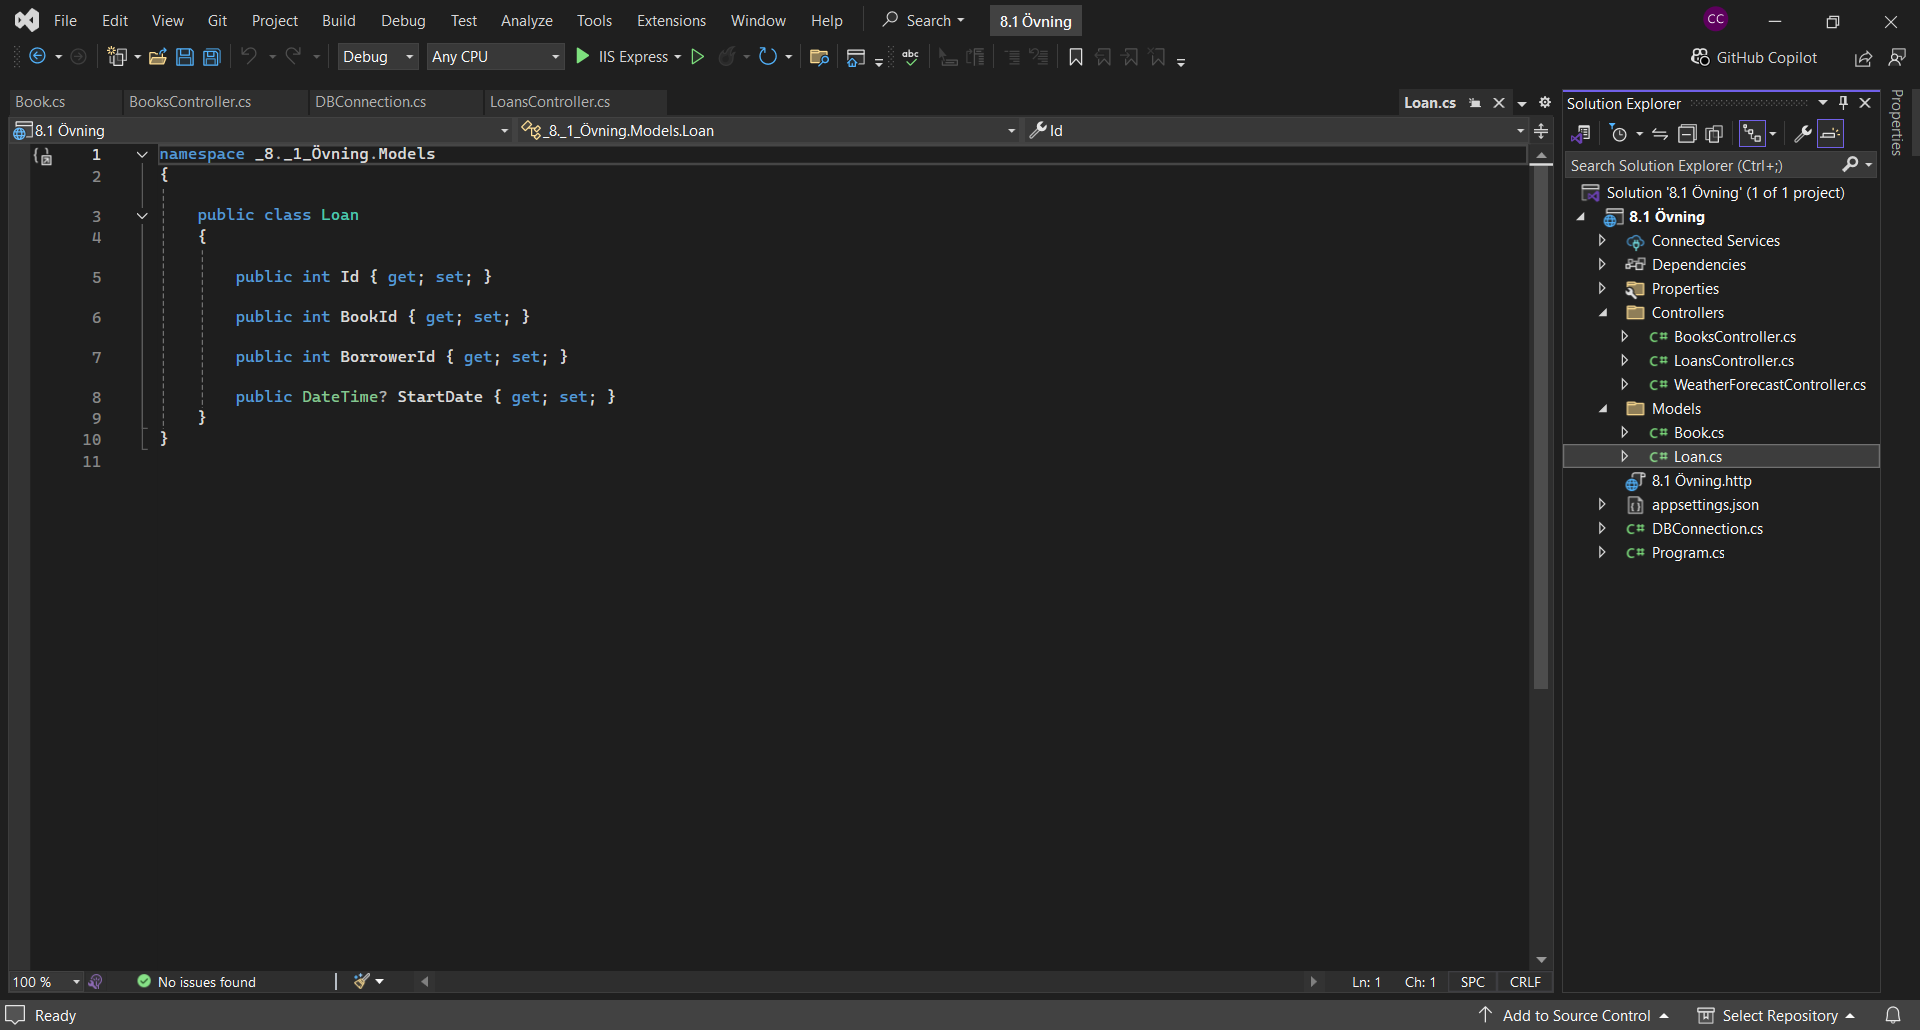 File Edit View Git Project Build Debug Test Analyze Tools Extensions Window Help Search 8.1 Övning CC
Debug Any CPU IIS Express abc GitHub Copilot
Book.cs BooksController.cs DBConnection.cs LoansController.cs Loan.cs
8.1 Övning _8._1_Övning.Models.Loan Id
1 namespace _8._1_Övning.Models
2 {
3 public class Loan
4 {
5 public int Id { get; set; }
6 public int BookId { get; set; }
7 public int BorrowerId { get; set; }
8 public DateTime? StartDate { get; set; }
9 }
10 }
11
100 % No issues found Ln: 1 Ch: 1 SPC CRLF
Solution Explorer
Search Solution Explorer (Ctrl+;)
Solution '8.1 Övning' (1 of 1 project)
8.1 Övning
Connected Services
Dependencies
Properties
Controllers
C# BooksController.cs
C# LoansController.cs
C# WeatherForecastController.cs
Models
C# Book.cs
C# Loan.cs
8.1 Övning.http
appsettings.json
C# DBConnection.cs
C# Program.cs
Properties
Ready Add to Source Control Select Repository